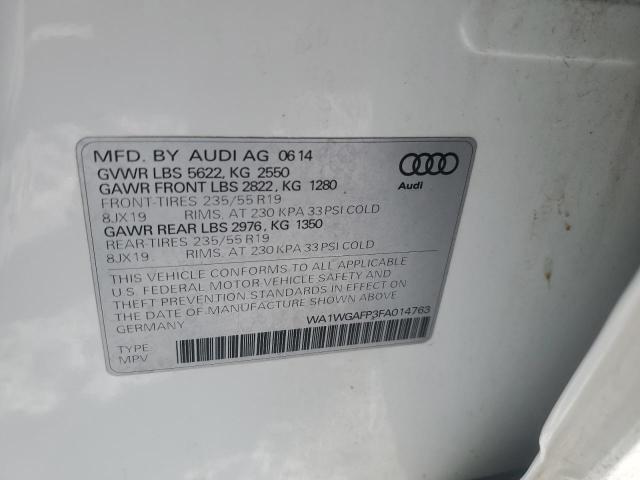 MFD. BY AUDI AG 06 14
GVWR LBS 5622, KG 2550
GAWR FRONT LBS 2822, KG 1280
FRONT-TIRES 235/55 R19
8JX19 RIMS. AT 230 KPA 33 PSI COLD
GAWR REAR LBS 2976, KG 1350
REAR-TIRES 235/55 R19
8JX19 RIMS. AT 230 KPA 33 PSI COLD
THIS VEHICLE CONFORMS TO ALL APPLICABLE
U.S. FEDERAL MOTOR VEHICLE SAFETY AND
THEFT PREVENTION STANDARDS IN EFFECT ON
THE DATE OF MANUFACTURE SHOWN ABOVE.
GERMANY
WA1WGAFP3FA014763
TYPE:
MPV
Audi